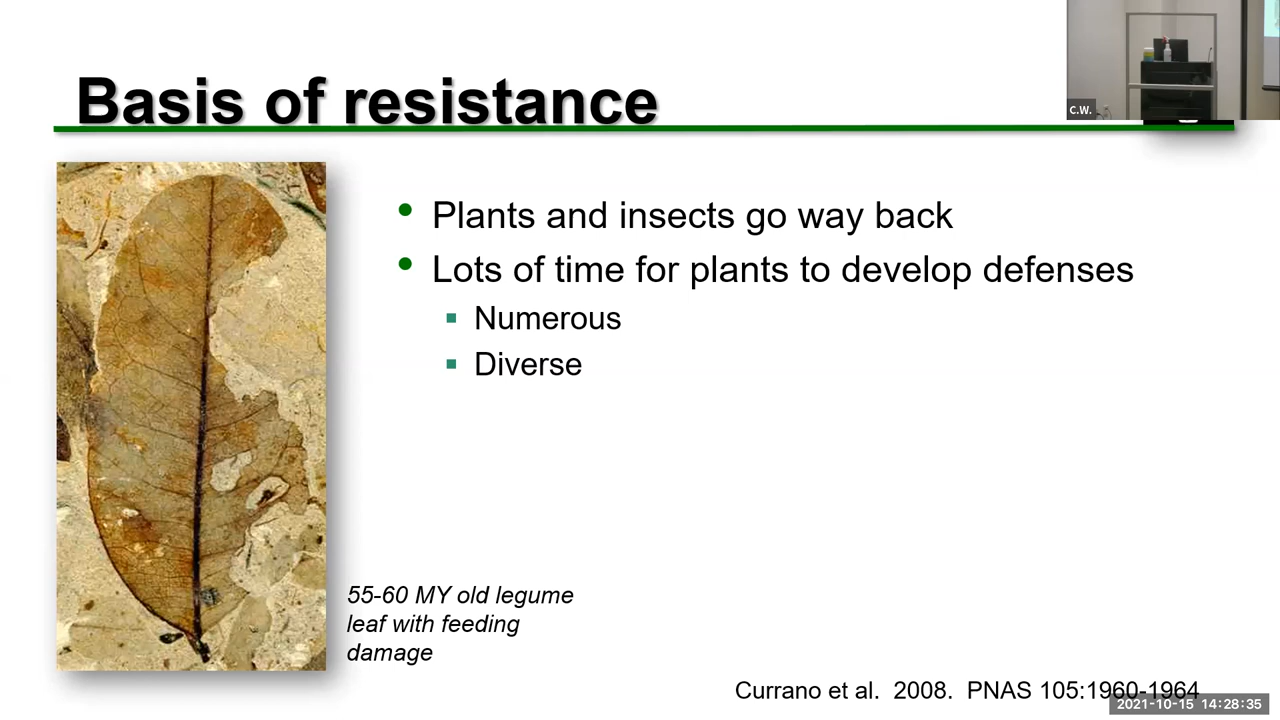 Basis of resistance
C.W.
Plants and insects go way back
Lots of time for plants to develop defenses
Numerous
Diverse
55-60 MY old legume
leaf with feeding
damage
Currano et al. 2008. PNAS 105:1960-1964
2021-10-15 14:28:35